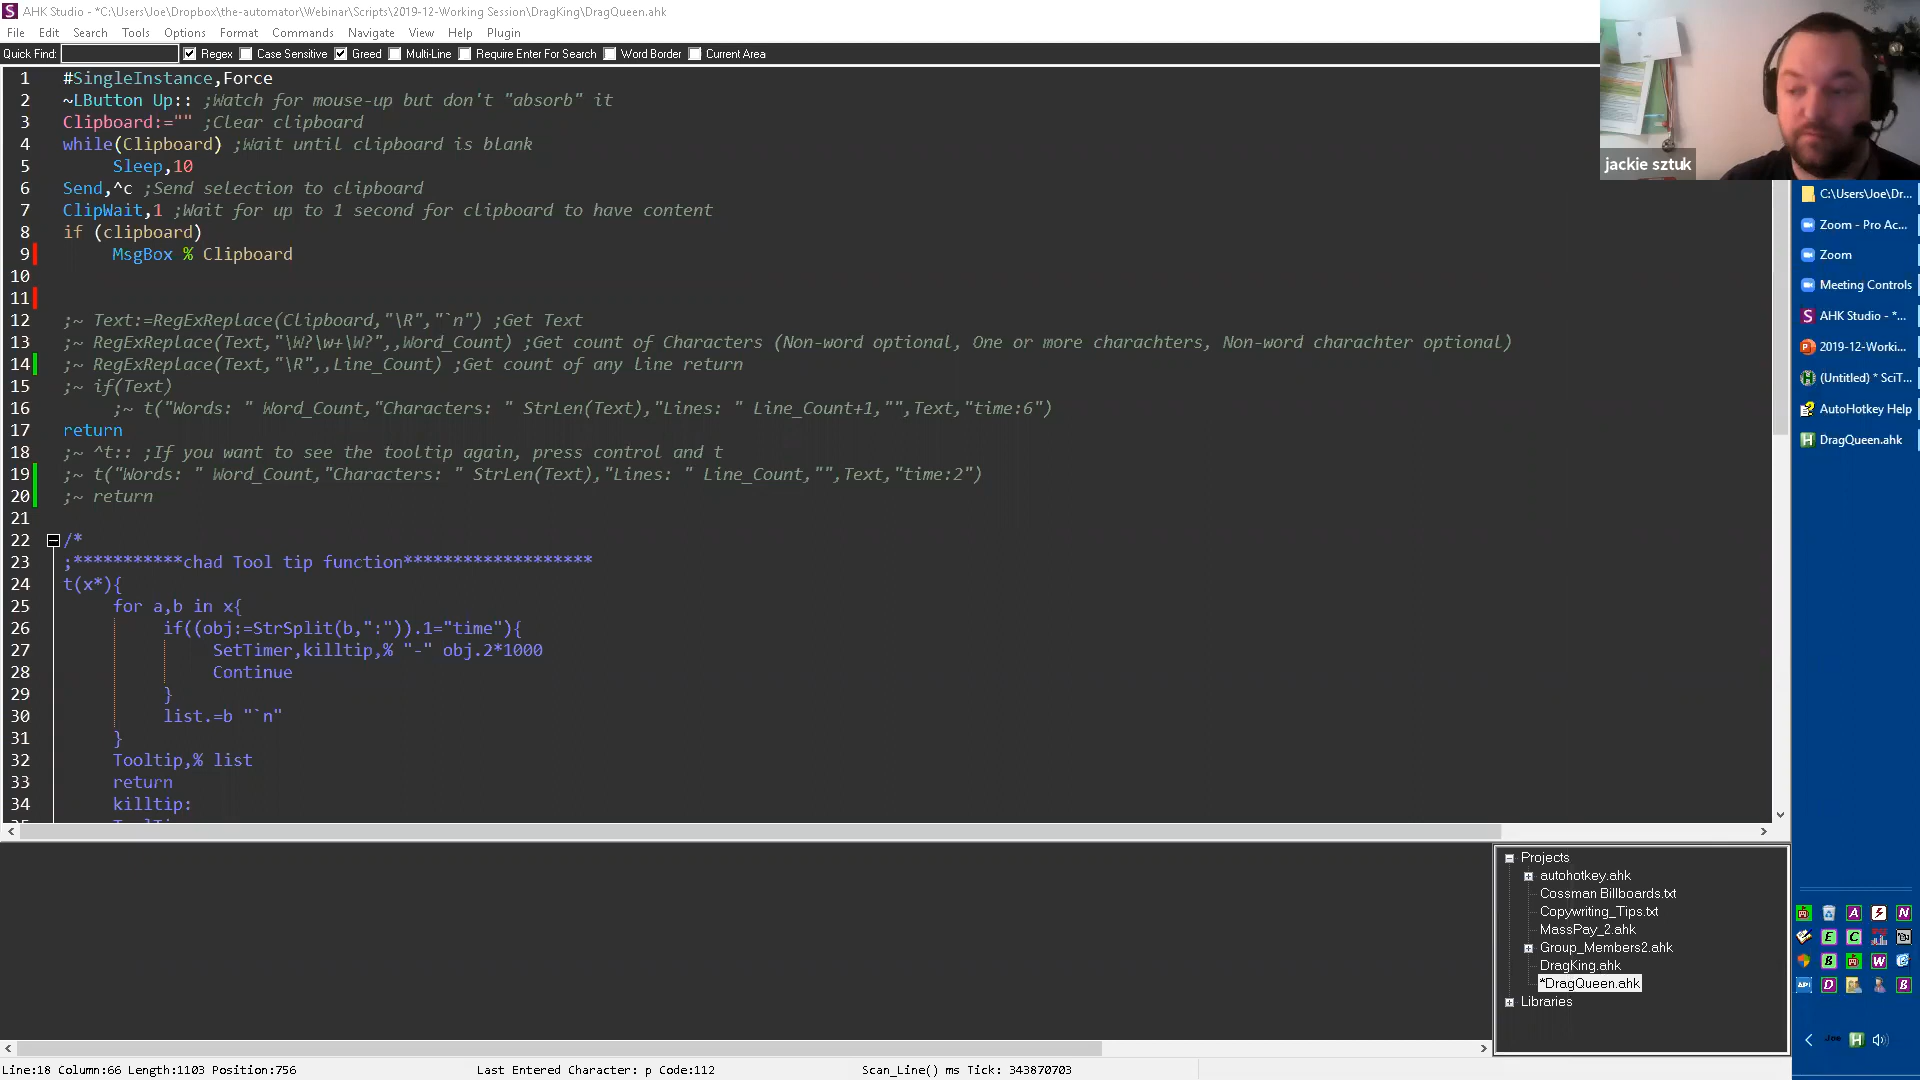 AHK Studio - *C:\Users\Joe\Dropbox\the-automator\Webinar\Scripts\2019-12-Working Session\DragKing\DragQueen.ahk
File Edit Search Tools Options Format Commands Navigate View Help Plugin
Quick Find: Regex Case Sensitive Greed Multi-Line Require Enter For Search Word Border Current Area
1 #SingleInstance,Force
2 ~LButton Up:: ;Watch for mouse-up but don't "absorb" it
3 Clipboard:="" ;Clear clipboard
4 while(Clipboard) ;Wait until clipboard is blank
5 Sleep,10
6 Send,^c ;Send selection to clipboard
7 ClipWait,1 ;Wait for up to 1 second for clipboard to have content
8 if (clipboard)
9 MsgBox % Clipboard
10
11
12 ;~ Text:=RegExReplace(Clipboard,"\R","`n") ;Get Text
13 ;~ RegExReplace(Text,"\W?\w+\W?",,Word_Count) ;Get count of Characters (Non-word optional, One or more charachters, Non-word charachter optional)
14 ;~ RegExReplace(Text,"\R",,Line_Count) ;Get count of any line return
15 ;~ if(Text)
16 ;~ t("Words: " Word_Count,"Characters: " StrLen(Text),"Lines: " Line_Count+1,"",Text,"time:6")
17 return
18 ;~ ^t:: ;If you want to see the tooltip again, press control and t
19 ;~ t("Words: " Word_Count,"Characters: " StrLen(Text),"Lines: " Line_Count,"",Text,"time:2")
20 ;~ return
21
22 /*
23 ;***********chad Tool tip function*******************
24 t(x*){
25 for a,b in x{
26 if((obj:=StrSplit(b,":")).1="time"){
27 SetTimer,killtip,% "-" obj.2*1000
28 Continue
29 }
30 list.=b "`n"
31 }
32 Tooltip,% list
33 return
34 killtip:
jackie sztuk
C:\Users\Joe\Dr...
Zoom - Pro Ac...
Zoom
Meeting Controls
AHK Studio - *...
2019-12-Worki...
(Untitled) * SciT...
AutoHotkey Help
DragQueen.ahk
Projects
autohotkey.ahk
Cossman Billboards.txt
Copywriting_Tips.txt
MassPay_2.ahk
Group_Members2.ahk
DragKing.ahk
*DragQueen.ahk
Libraries
Joe
Line:18 Column:66 Length:1103 Position:756 Last Entered Character: p Code:112 Scan_Line() ms Tick: 343870703